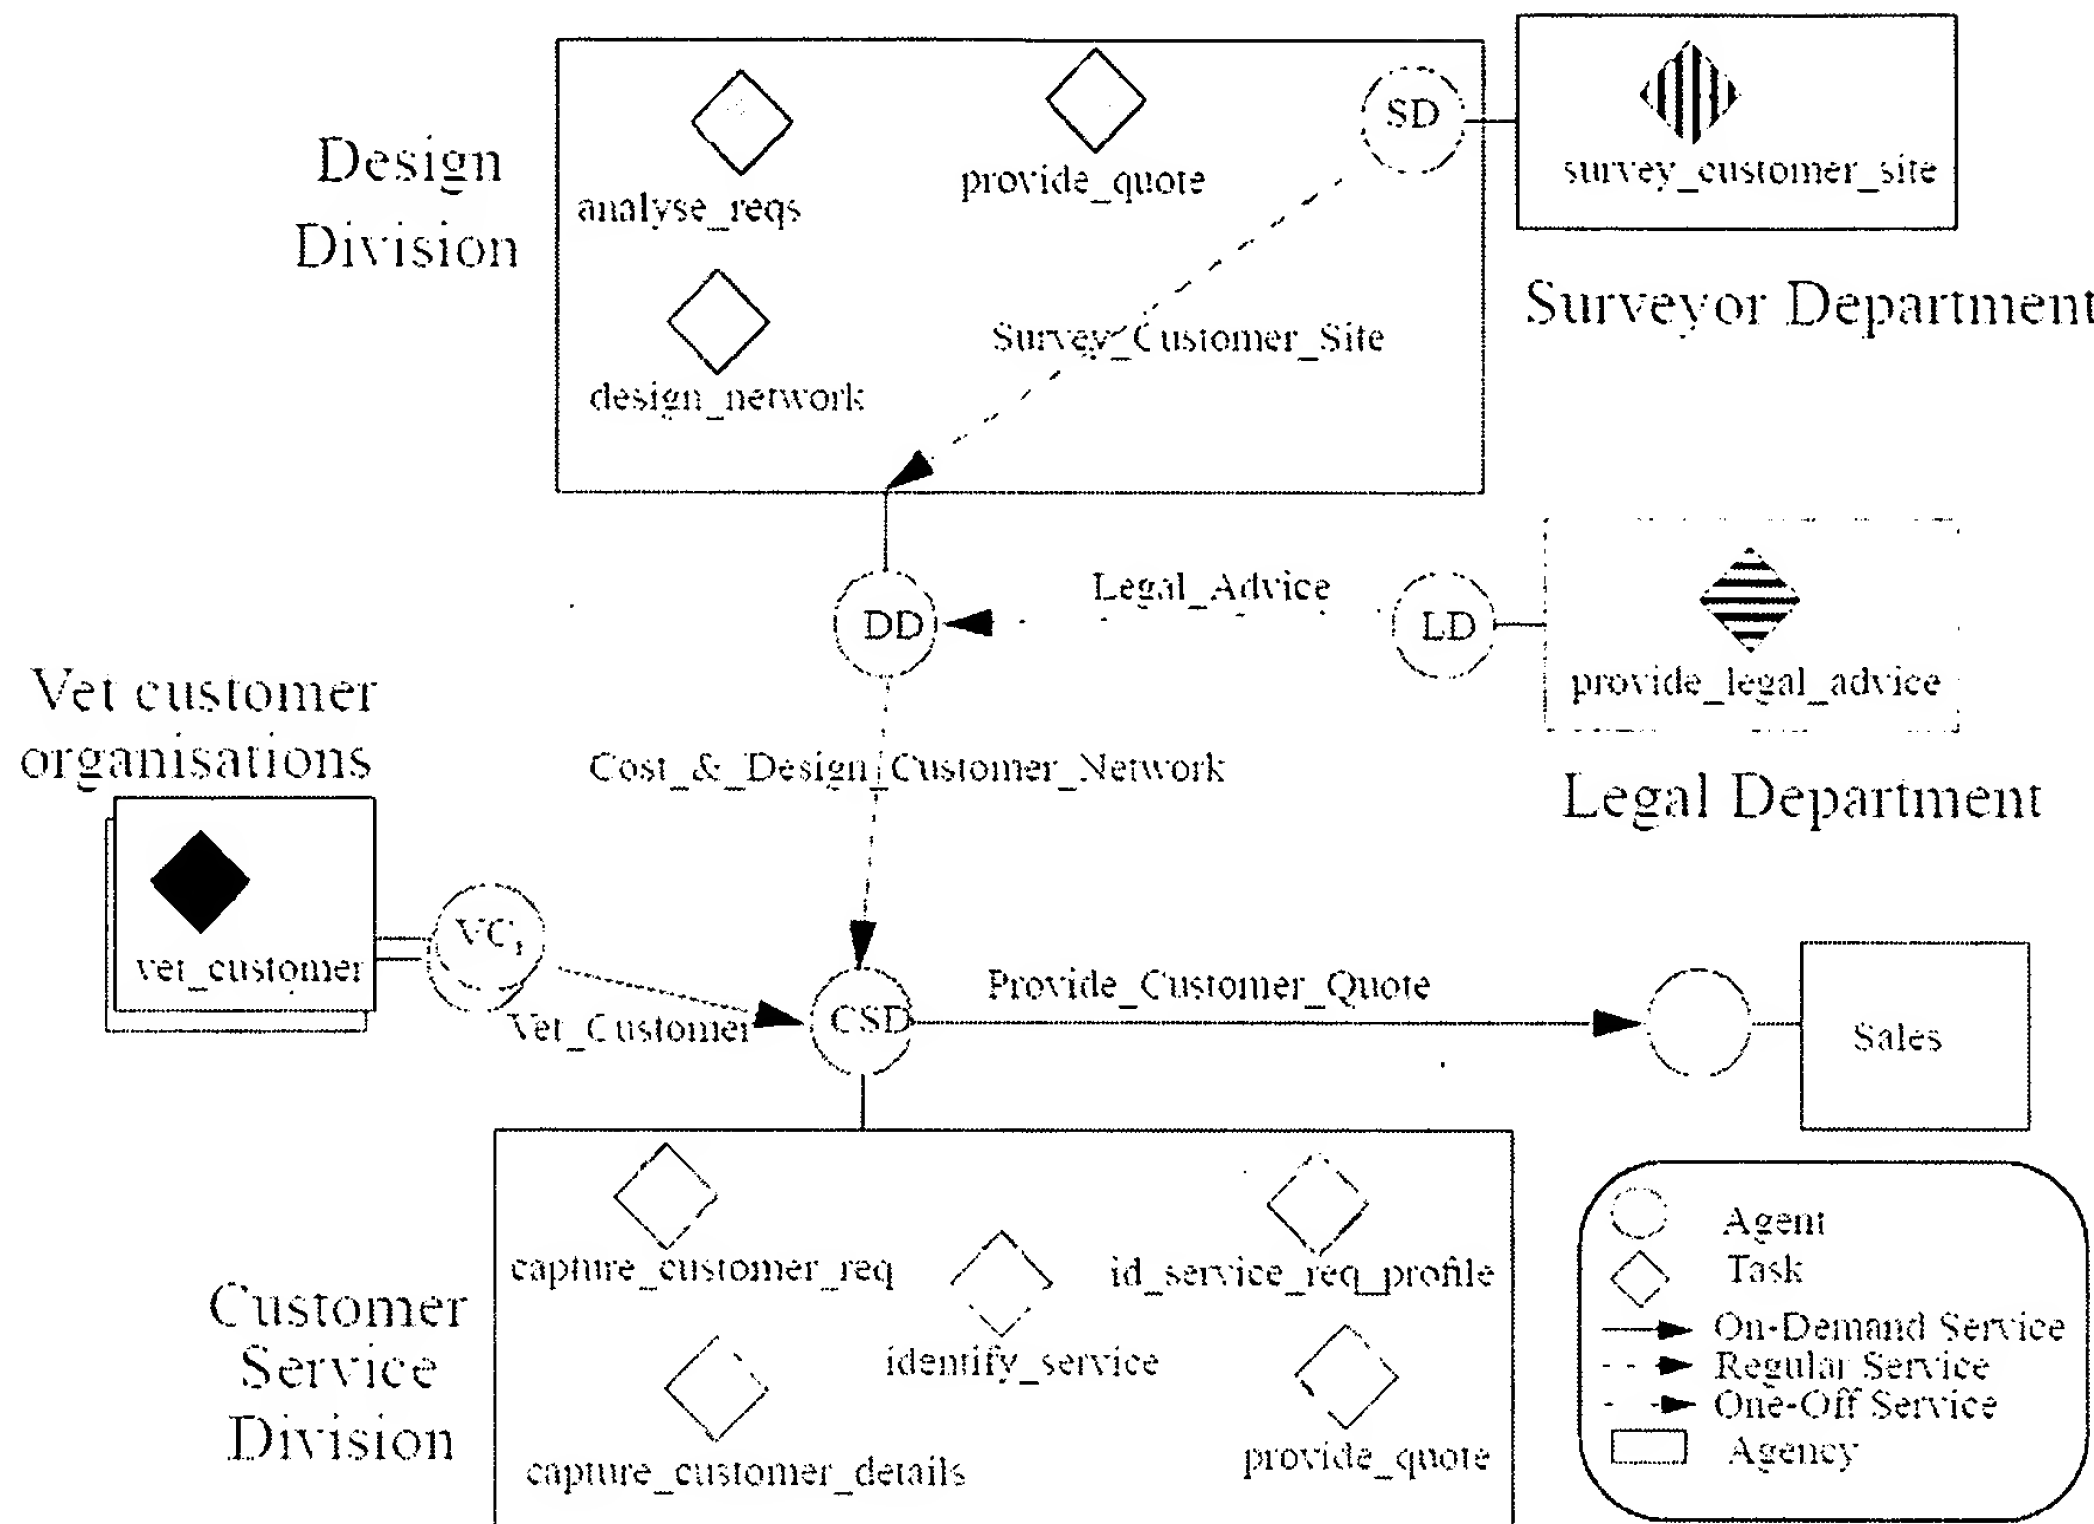 Design
Division
analyse_reqs
provide_quote
SD
survey_customer_site
Surveyor Department
Survey_Customer_Site
design_network
DD
Legal_Advice
LD
provide_legal_advice
Legal Department
Vet customer
organisations
Cost_&_Design_Customer_Network
vet_customer
VC
Vet_Customer
CSD
Provide_Customer_Quote
Sales
Customer
Service
Division
capture_customer_req
identify_service
id_service_req_profile
capture_customer_details
provide_quote
Agent
Task
On-Demand Service
Regular Service
One-Off Service
Agency